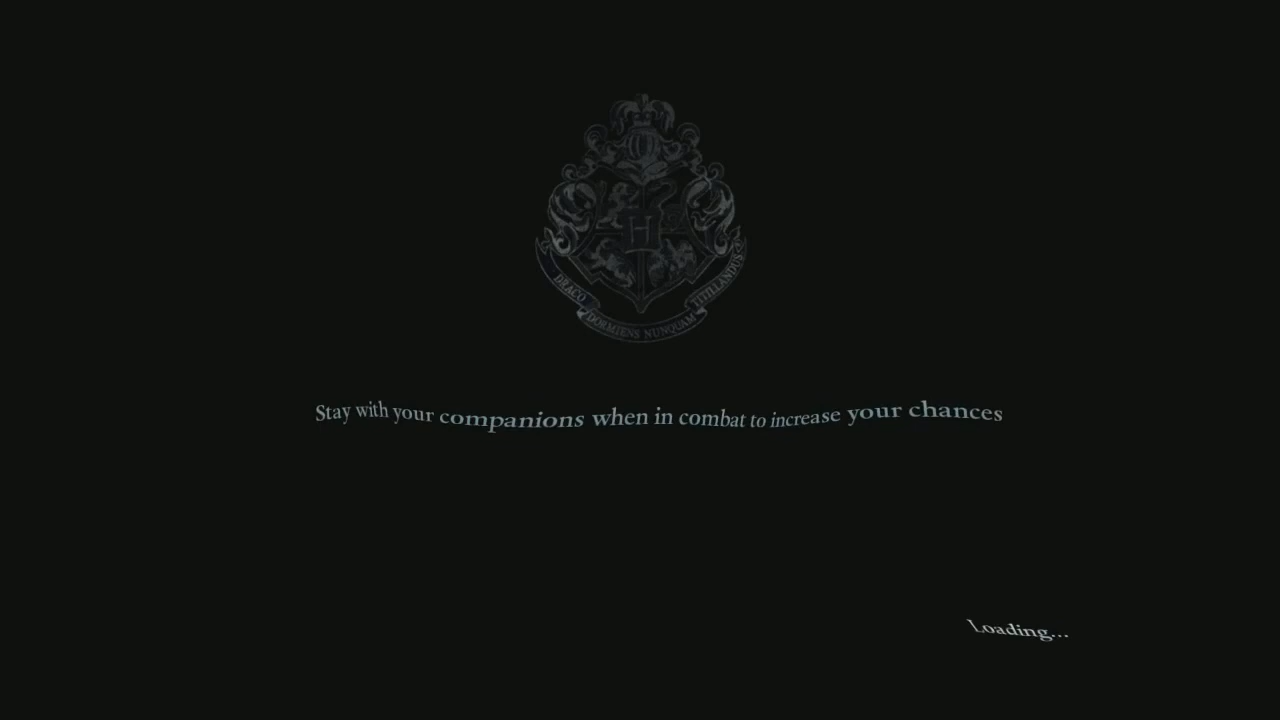 H
DRACO
DORMIENS NUNQUAM
TITILLANDUS
Stay with your companions when in combat to increase your chances
Loading...